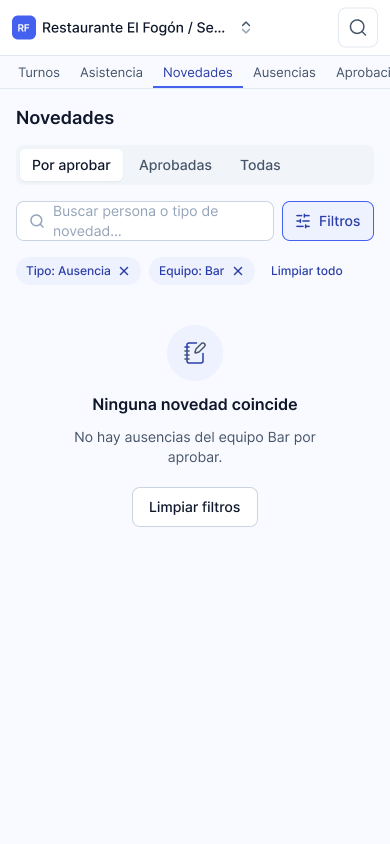 RF Restaurante El Fogón / Se...
Turnos Asistencia Novedades Ausencias Aprobaci
Novedades
Por aprobar Aprobadas Todas
Buscar persona o tipo de
novedad...
Filtros
Tipo: Ausencia Equipo: Bar Limpiar todo
Ninguna novedad coincide
No hay ausencias del equipo Bar por
aprobar.
Limpiar filtros